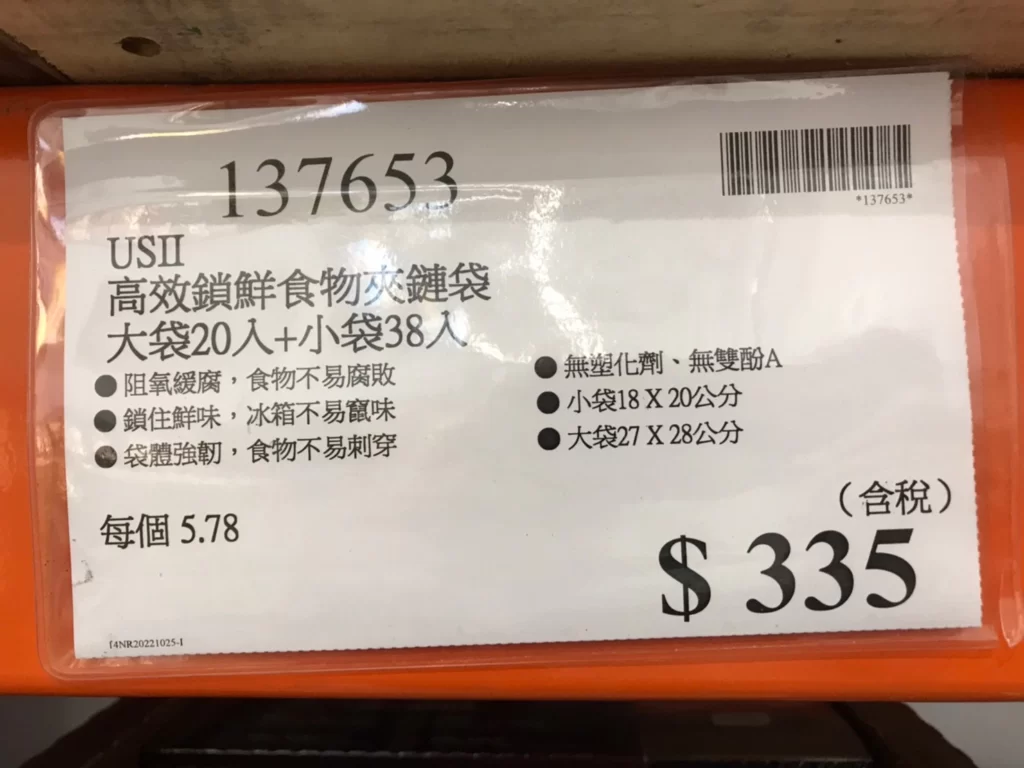 137653
*137653*
USII
高效鎖鮮食物夾鏈袋
大袋20入+小袋38入
● 阻氧緩腐，食物不易腐敗
● 鎖住鮮味，冰箱不易竄味
● 袋體強韌，食物不易刺穿
● 無塑化劑、無雙酚A
● 小袋18 X 20公分
● 大袋27 X 28公分
每個 5.78
（含稅）
$ 335
f4NR20221025-1